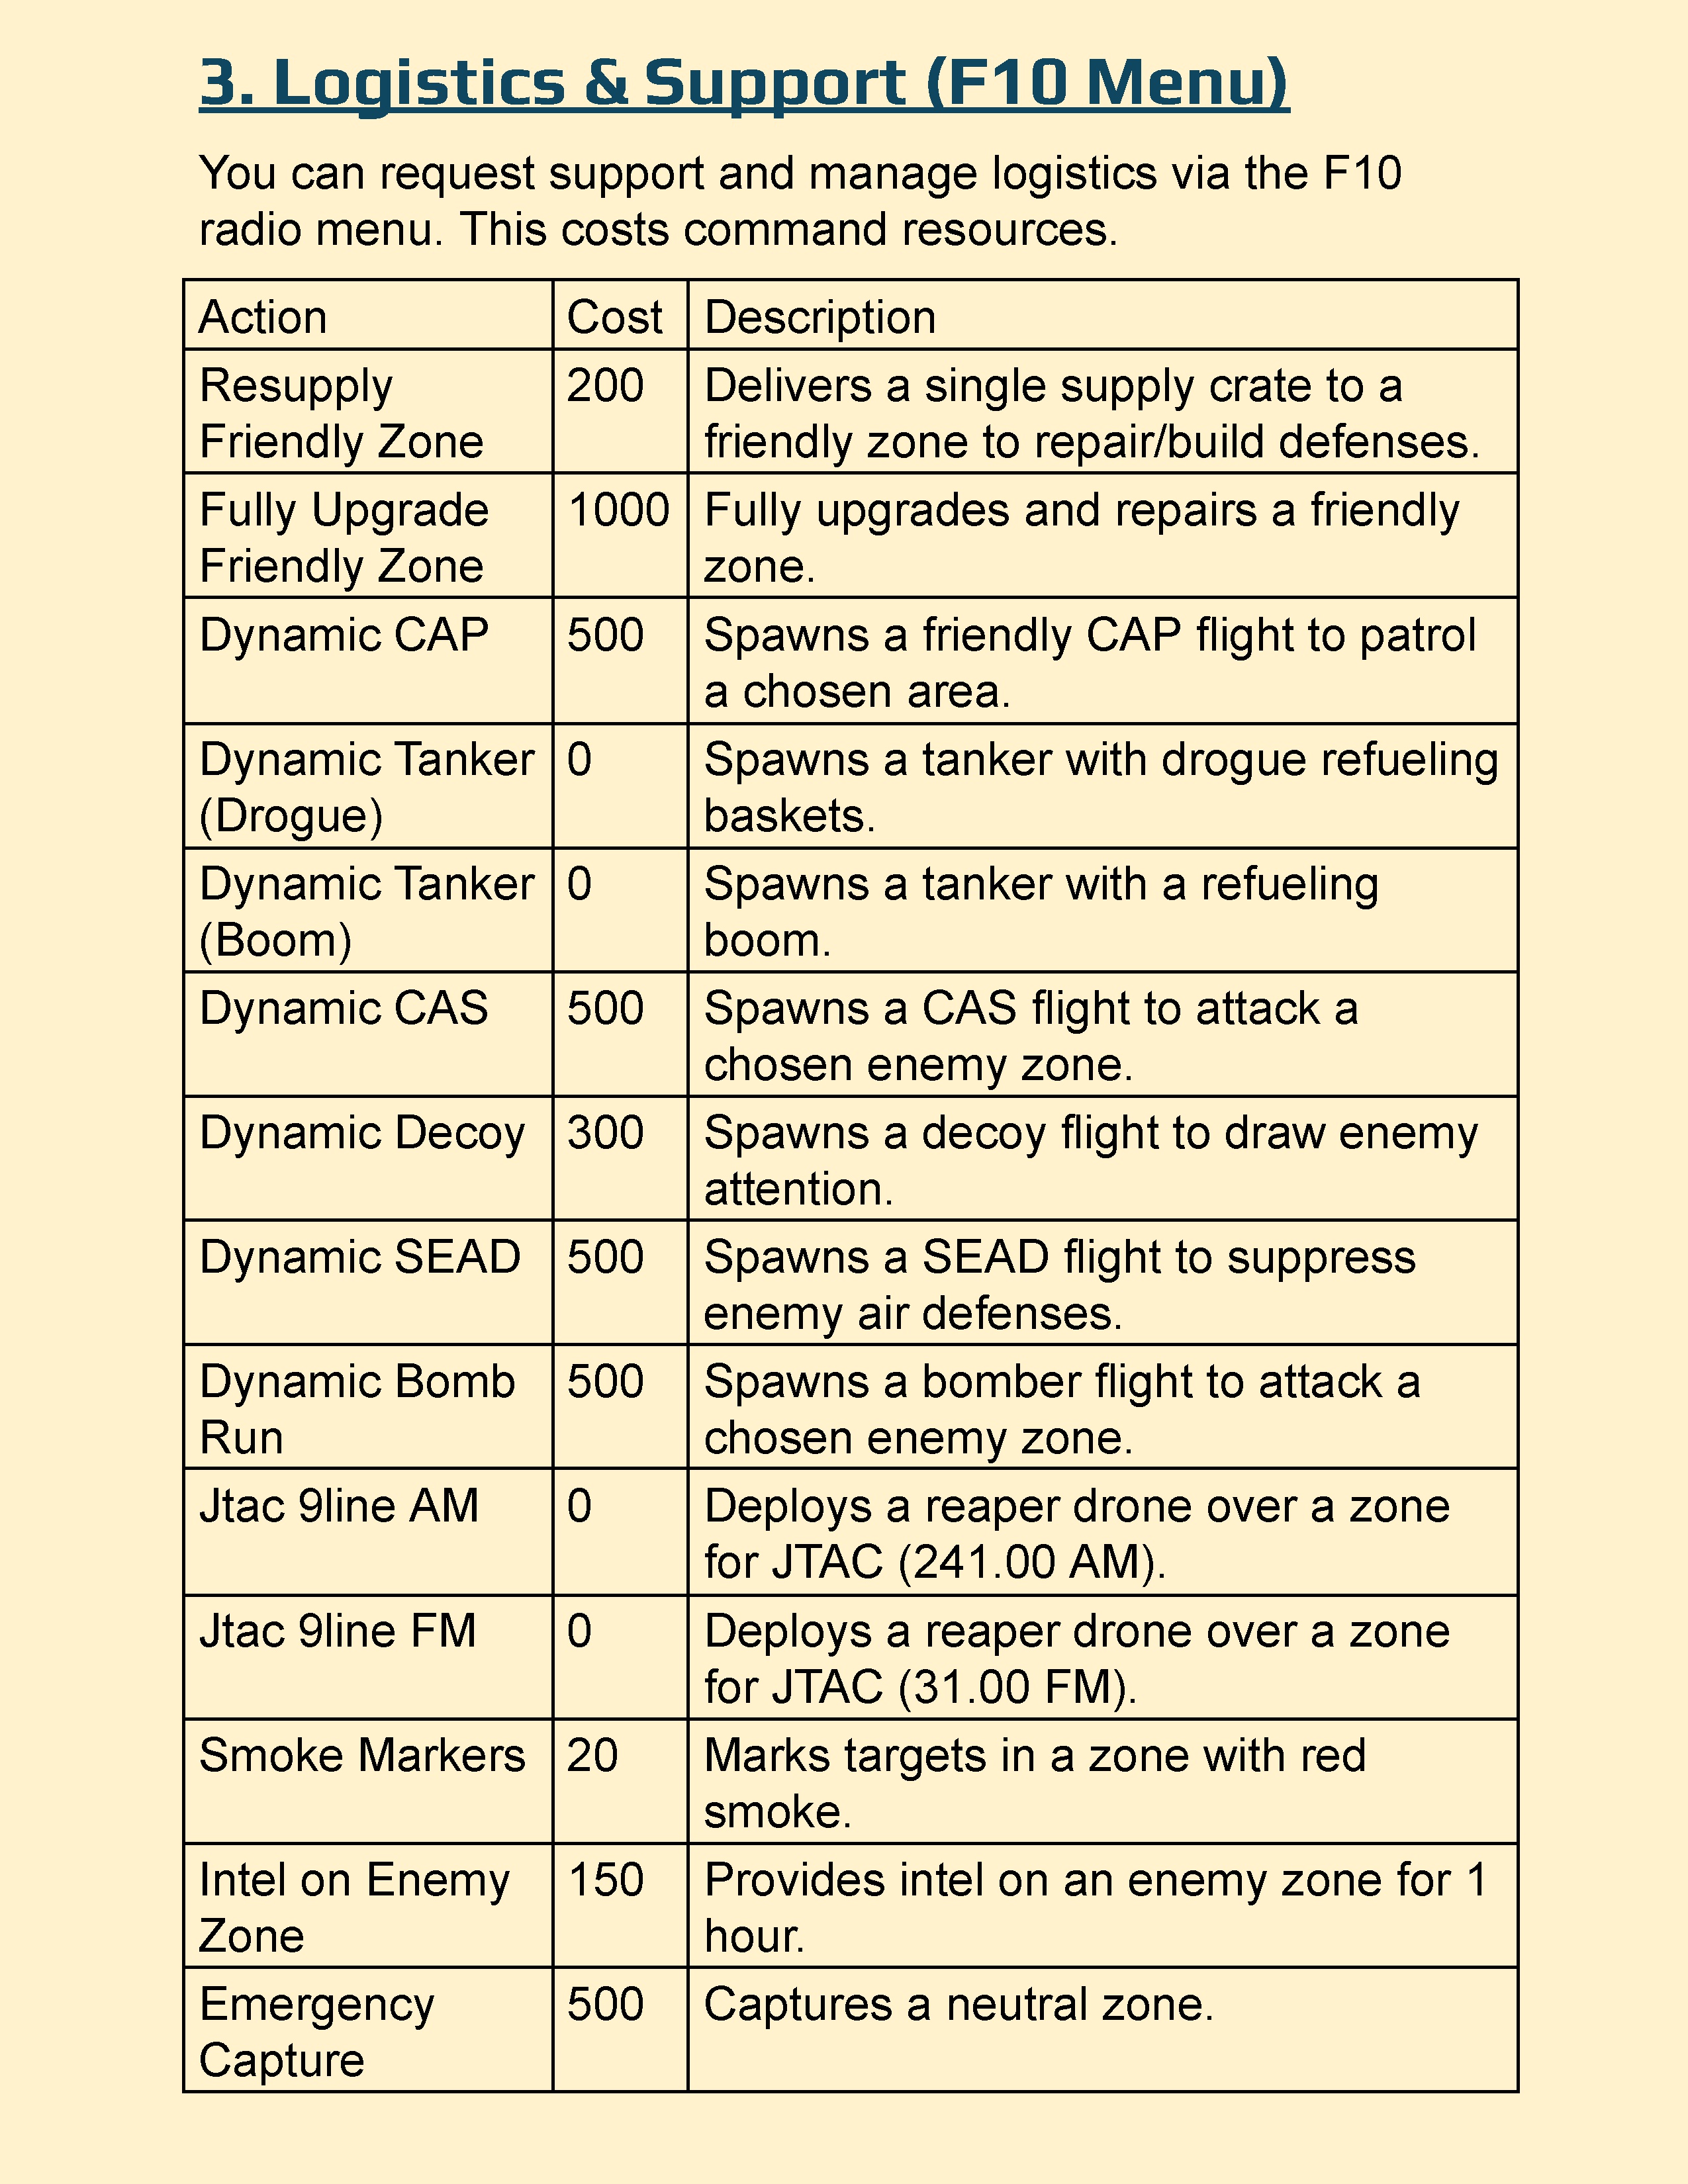 3. Logistics & Support (F10 Menu)
You can request support and manage logistics via the F10
radio menu. This costs command resources.
Action Cost Description
Resupply 200 Delivers a single supply crate to a
Friendly Zone friendly zone to repair/build defenses.
Fully Upgrade 1000 Fully upgrades and repairs a friendly
Friendly Zone zone.
Dynamic CAP 500 Spawns a friendly CAP flight to patrol
a chosen area.
Dynamic Tanker 0 Spawns a tanker with drogue refueling
(Drogue) baskets.
Dynamic Tanker 0 Spawns a tanker with a refueling
(Boom) boom.
Dynamic CAS 500 Spawns a CAS flight to attack a
chosen enemy zone.
Dynamic Decoy 300 Spawns a decoy flight to draw enemy
attention.
Dynamic SEAD 500 Spawns a SEAD flight to suppress
enemy air defenses.
Dynamic Bomb 500 Spawns a bomber flight to attack a
Run chosen enemy zone.
Jtac 9line AM 0 Deploys a reaper drone over a zone
for JTAC (241.00 AM).
Jtac 9line FM 0 Deploys a reaper drone over a zone
for JTAC (31.00 FM).
Smoke Markers 20 Marks targets in a zone with red
smoke.
Intel on Enemy 150 Provides intel on an enemy zone for 1
Zone hour.
Emergency 500 Captures a neutral zone.
Capture